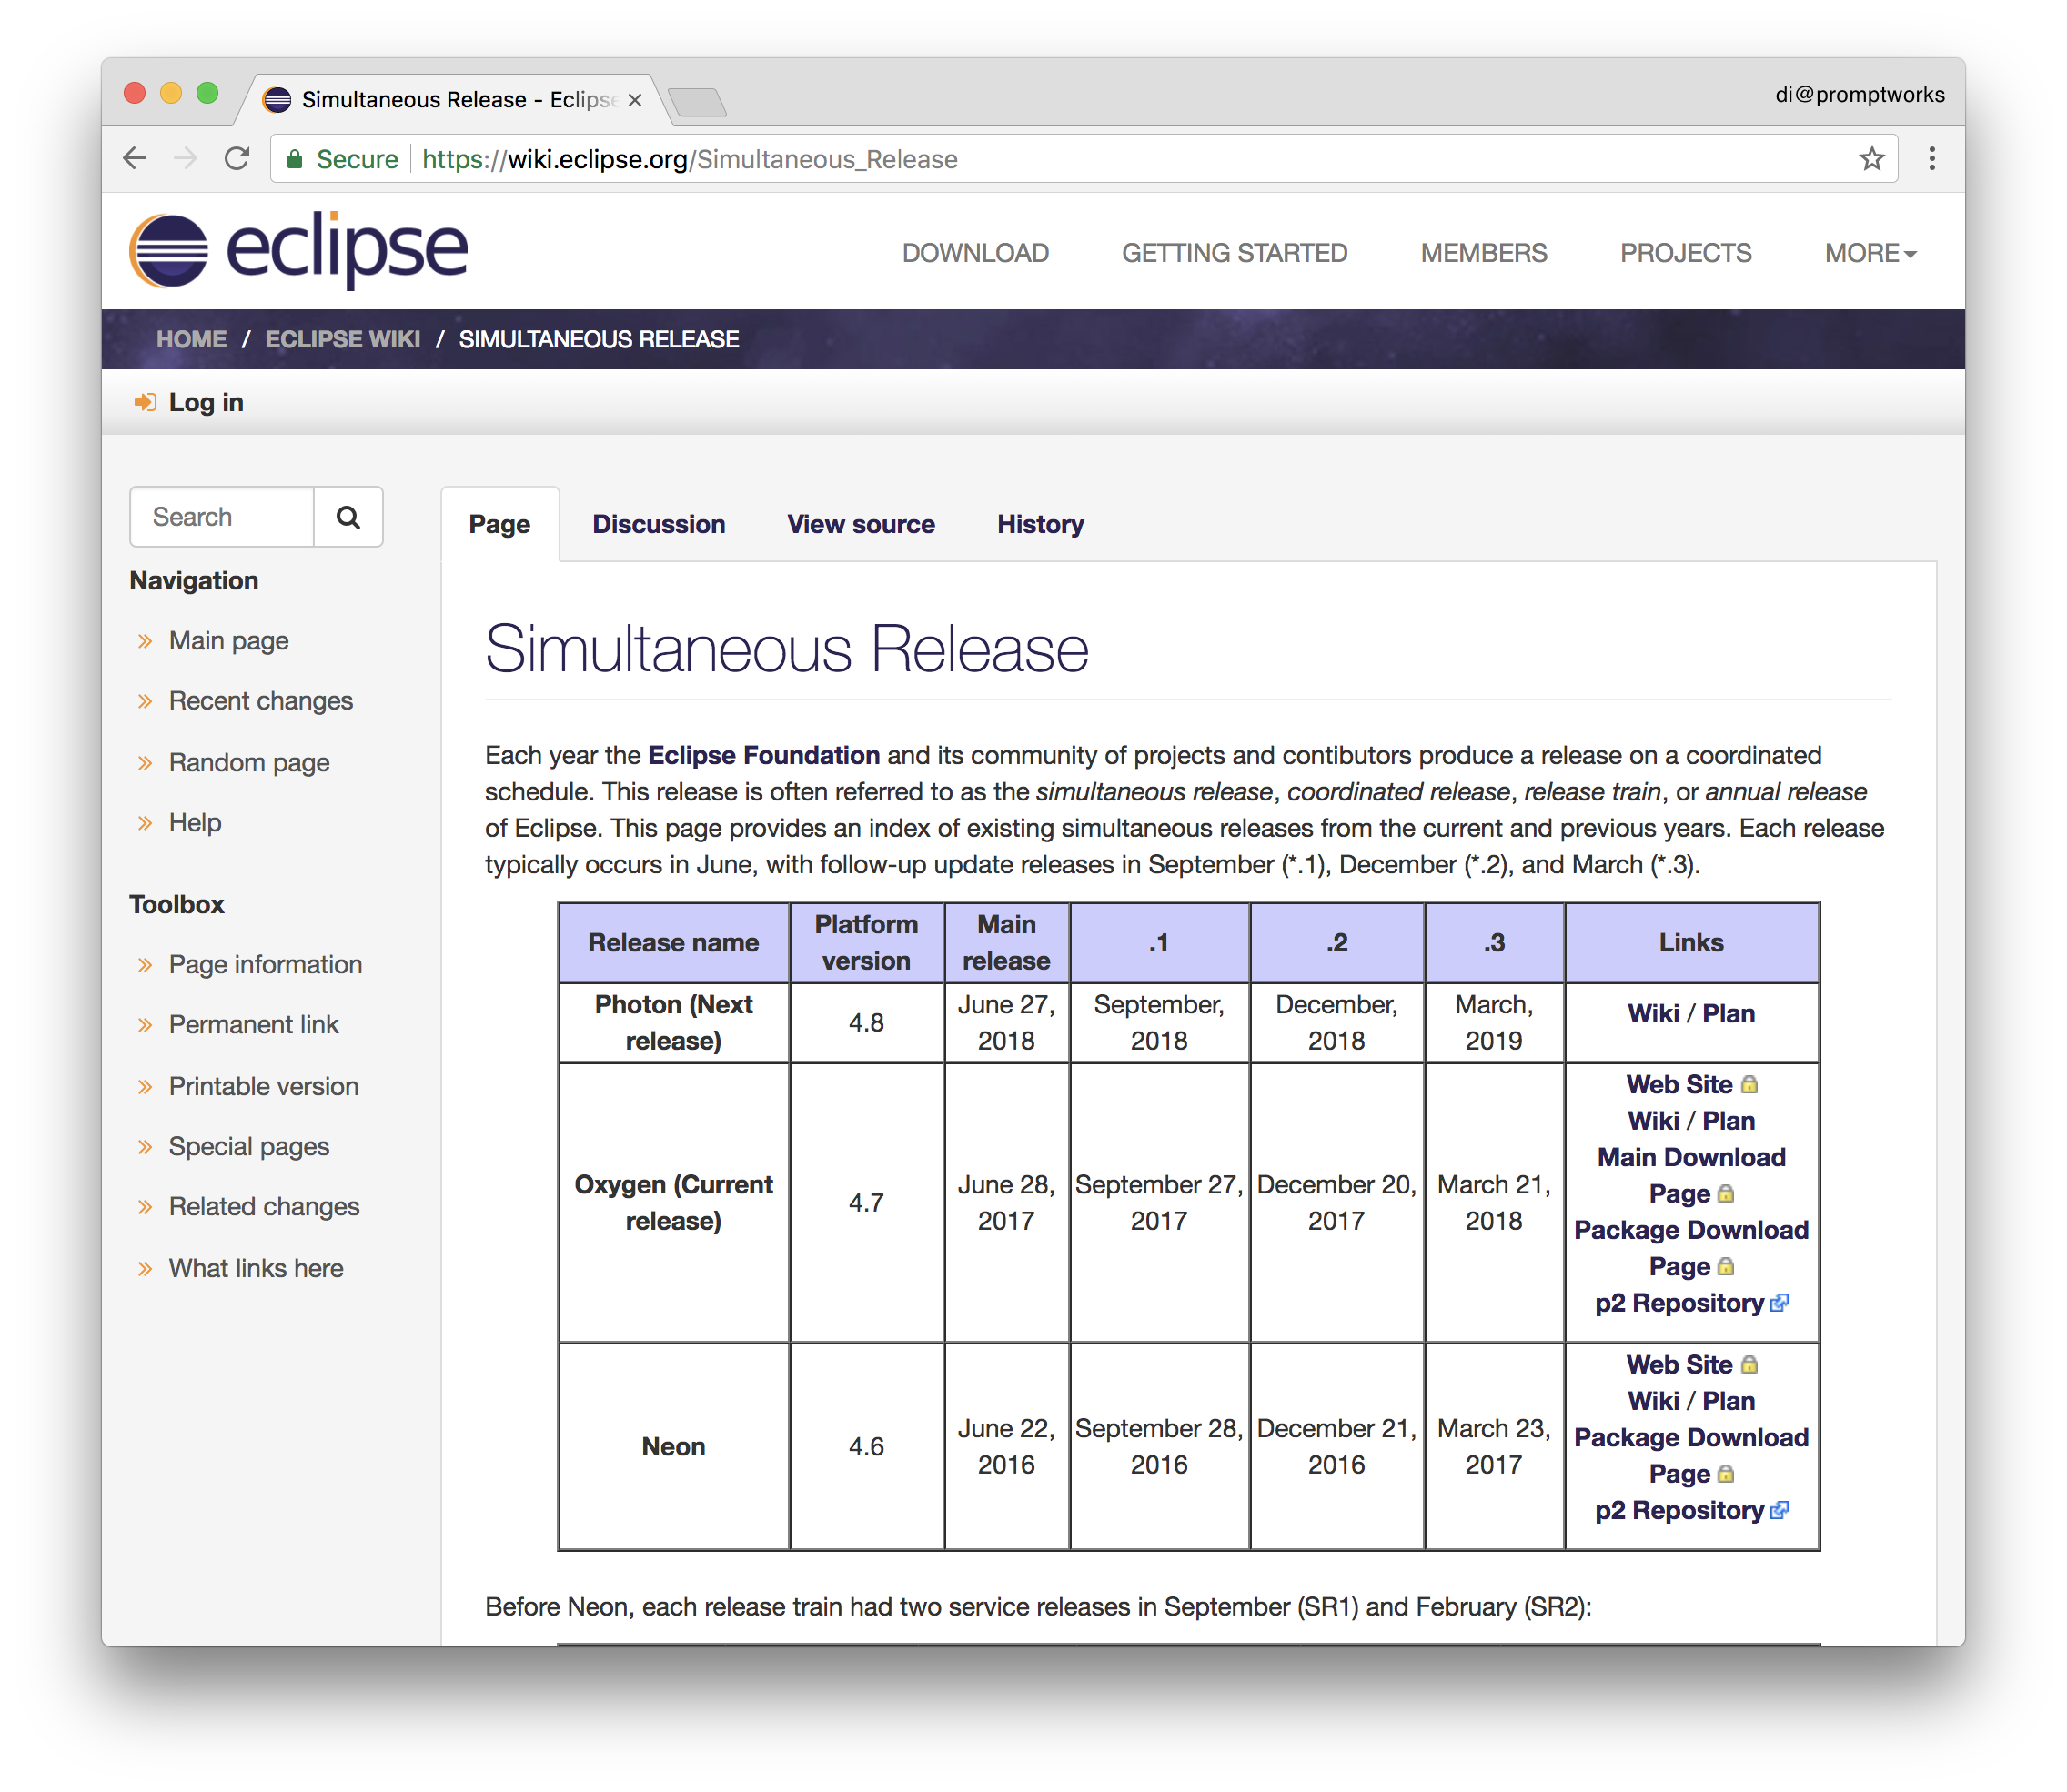 Simultaneous Release - Eclipse
di@promptworks
Secure
https://wiki.eclipse.org/Simultaneous_Release
eclipse
DOWNLOAD
GETTING STARTED
MEMBERS
PROJECTS
MORE
HOME / ECLIPSE WIKI / SIMULTANEOUS RELEASE
Log in
Search
Navigation
Main page
Recent changes
Random page
Help
Toolbox
Page information
Permanent link
Printable version
Special pages
Related changes
What links here
Page
Discussion
View source
History
Simultaneous Release
Each year the Eclipse Foundation and its community of projects and contibutors produce a release on a coordinated
schedule. This release is often referred to as the simultaneous release, coordinated release, release train, or annual release
of Eclipse. This page provides an index of existing simultaneous releases from the current and previous years. Each release
typically occurs in June, with follow-up update releases in September (*.1), December (*.2), and March (*.3).
Release name
Platform
version
Main
release
.1
.2
.3
Links
Photon (Next
release)
4.8
June 27,
2018
September,
2018
December,
2018
March,
2019
Wiki / Plan
Oxygen (Current
release)
4.7
June 28,
2017
September 27,
2017
December 20,
2017
March 21,
2018
Web Site
Wiki / Plan
Main Download
Page
Package Download
Page
p2 Repository
Neon
4.6
June 22,
2016
September 28,
2016
December 21,
2016
March 23,
2017
Web Site
Wiki / Plan
Package Download
Page
p2 Repository
Before Neon, each release train had two service releases in September (SR1) and February (SR2):